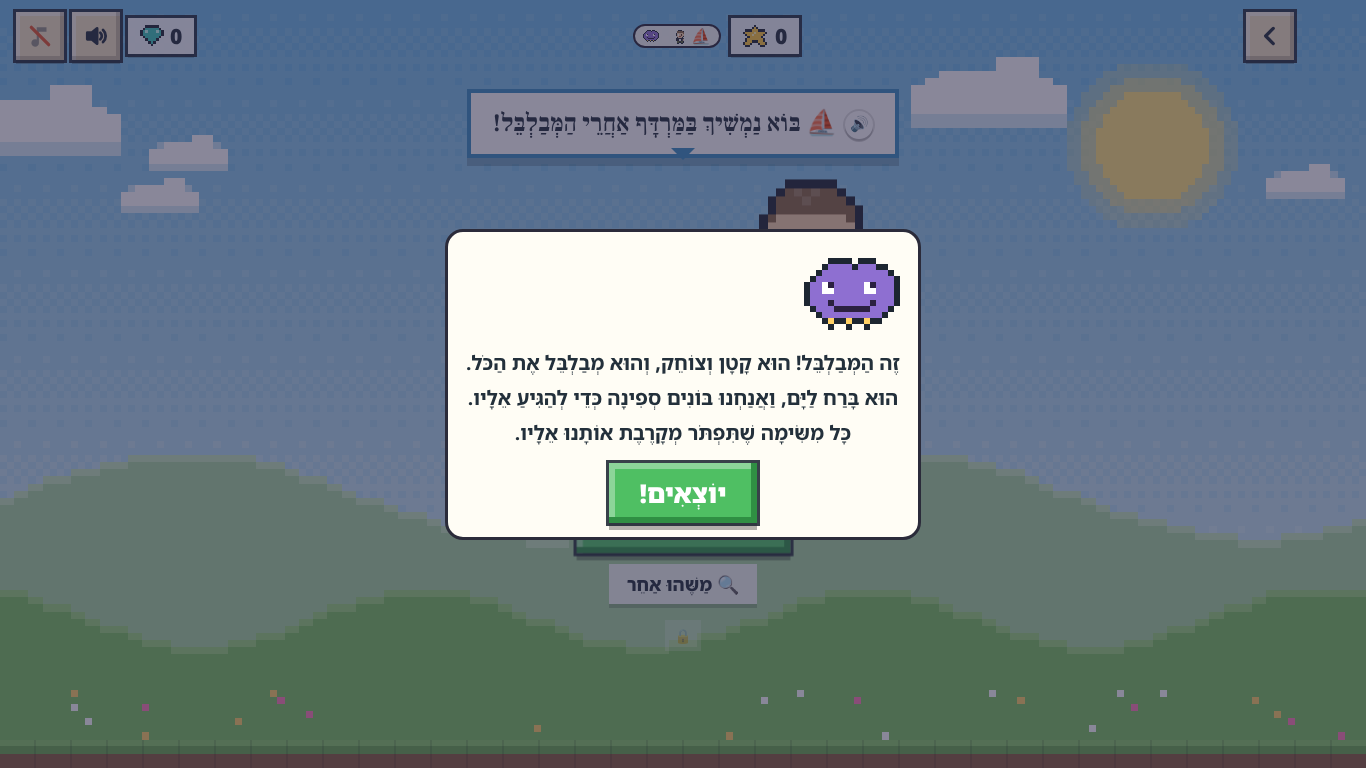 0
0
בּוֹא נַמְשִׁיךְ בַּמִּרְדָּף אַחֲרֵי הַמְּבַלְבֵּל!
זֶה הַמְּבַלְבֵּל! הוּא קָטָן וְצוֹחֵק, וְהוּא מְבַלְבֵּל אֶת הַכֹּל.
הוּא בָּרַח לַיָּם, וַאֲנַחְנוּ בּוֹנִים סְפִינָה כְּדֵי לְהַגִּיעַ אֵלָיו.
כָּל מְשִׂימָה שֶׁתִּפְתֹּר מְקָרֶבֶת אוֹתָנוּ אֵלָיו.
יוֹצְאִים!
מַשֶּׁהוּ אַחֵר